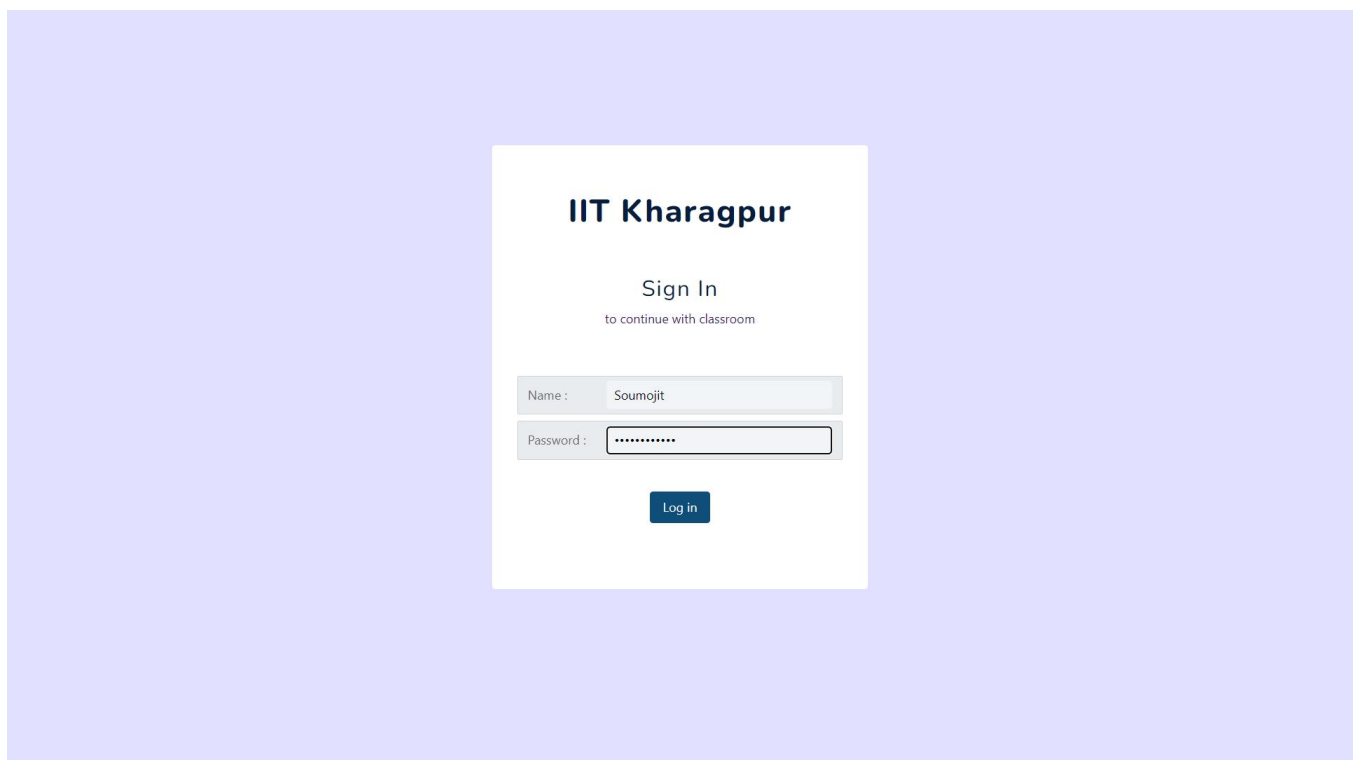 IIT Kharagpur
Sign In
to continue with classroom
Name : Soumojit
Password : ••••••••••••
Log in